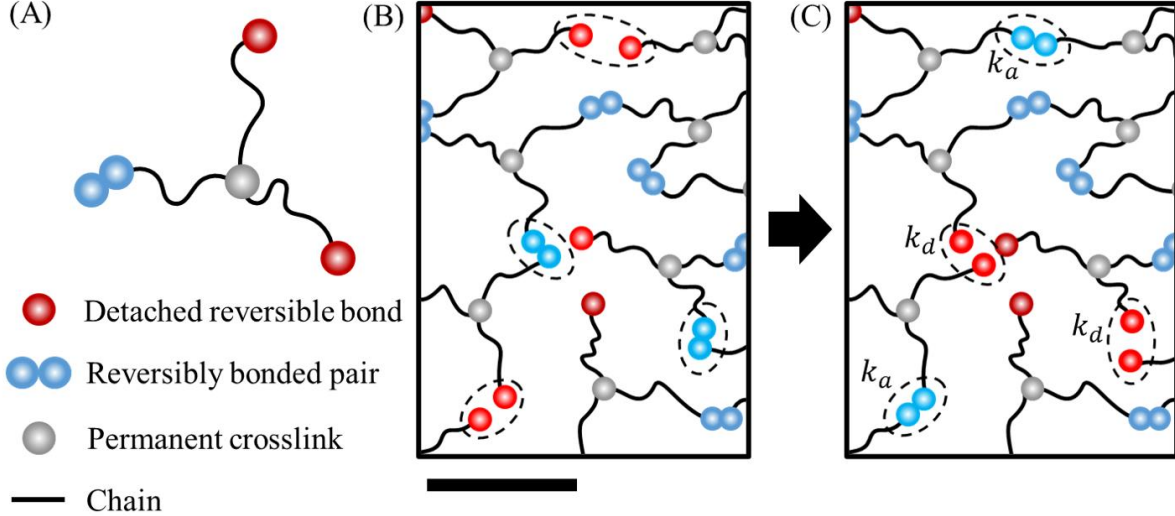 (A)
(B)
(C)
k_a
k_d
k_d
k_a
Detached reversible bond
Reversibly bonded pair
Permanent crosslink
Chain